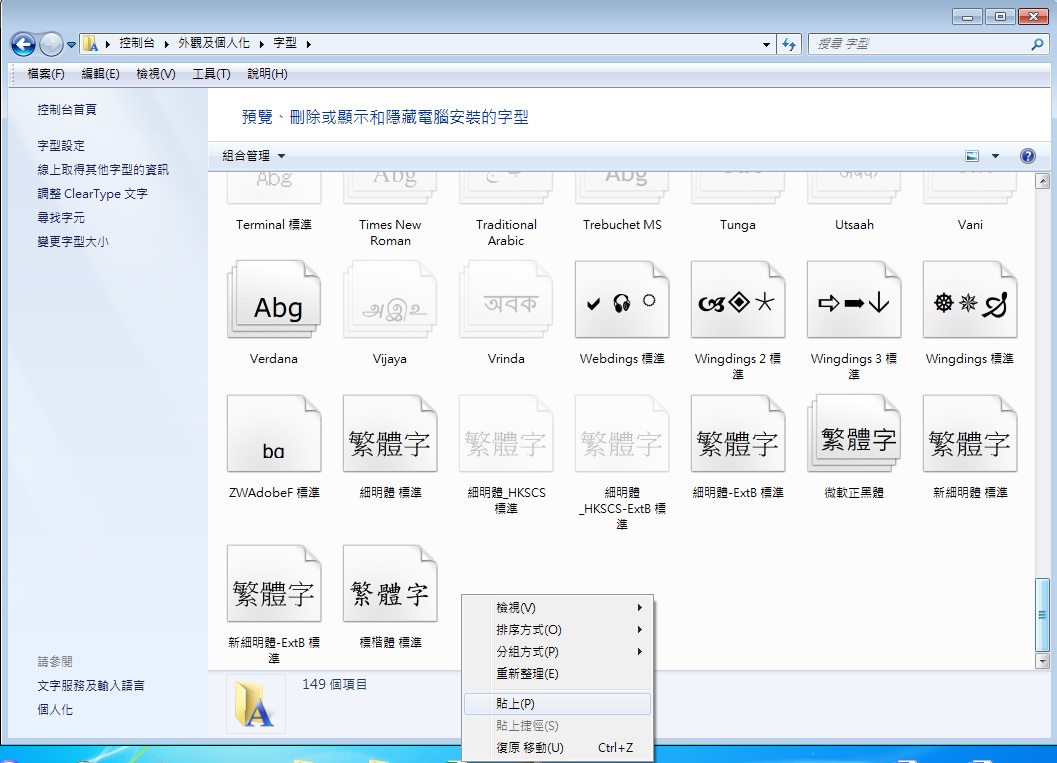 控制台 ▸ 外觀及個人化 ▸ 字型 ▸
搜尋 字型
檔案(F) 編輯(E) 檢視(V) 工具(T) 說明(H)
控制台首頁
字型設定
線上取得其他字型的資訊
調整 ClearType 文字
尋找字元
變更字型大小
預覽、刪除或顯示和隱藏電腦安裝的字型
組合管理
Abg Abg Abg
Terminal 標準
Times New
Roman
Traditional
Arabic
Trebuchet MS
Tunga
Utsaah
Vani
Abg
அஇஉ
অবক
Verdana
Vijaya
Vrinda
Webdings 標準
Wingdings 2 標
準
Wingdings 3 標
準
Wingdings 標準
ba
繁體字 繁體字 繁體字 繁體字 繁體字 繁體字
ZWAdobeF 標準
細明體 標準
細明體_HKSCS
標準
細明體
_HKSCS-ExtB 標
準
細明體-ExtB 標準
微軟正黑體
新細明體 標準
繁體字 繁體字
新細明體-ExtB 標
準
標楷體 標準
檢視(V)
排序方式(O)
分組方式(P)
重新整理(E)
貼上(P)
貼上捷徑(S)
復原 移動(U) Ctrl+Z
請參閱
文字服務及輸入語言
個人化
149 個項目